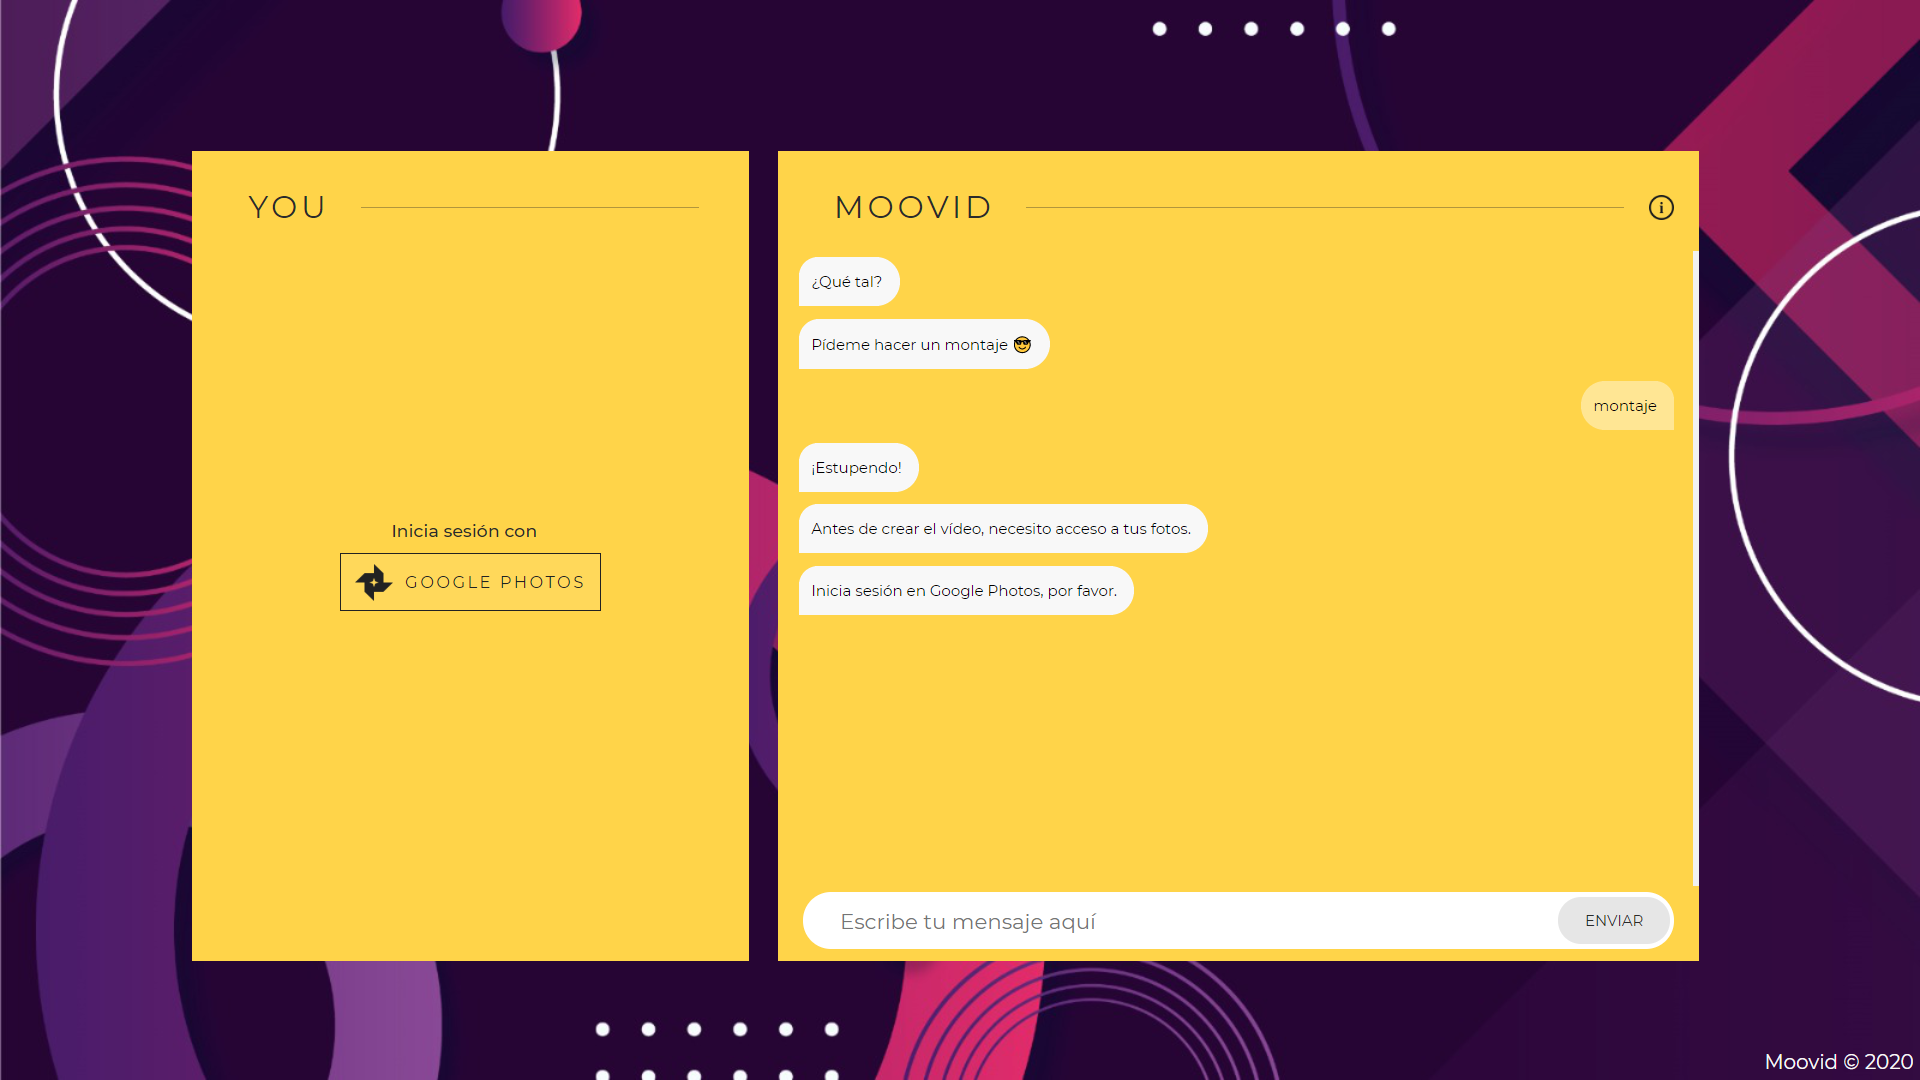 YOU
Inicia sesión con
GOOGLE PHOTOS
MOOVID
i
¿Qué tal?
Pídeme hacer un montaje 😎
montaje
¡Estupendo!
Antes de crear el vídeo, necesito acceso a tus fotos.
Inicia sesión en Google Photos, por favor.
Escribe tu mensaje aquí
ENVIAR
Moovid © 2020